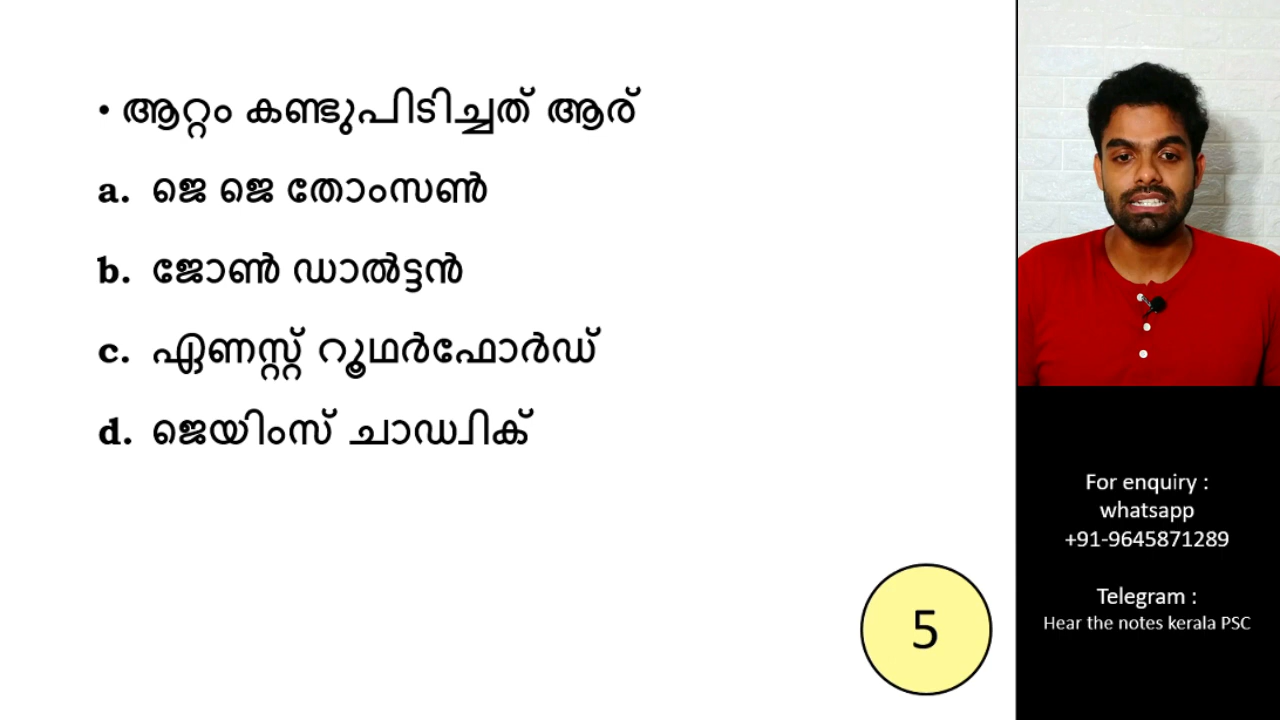 • ആറ്റം കണ്ടുപിടിച്ചത് ആര്
a. ജെ ജെ തോംസൺ
b. ജോൺ ഡാൽട്ടൻ
c. ഏണസ്റ്റ് റൂഥർഫോർഡ്
d. ജെയിംസ് ചാഡ്വിക്
5
For enquiry :
whatsapp
+91-9645871289
Telegram :
Hear the notes kerala PSC